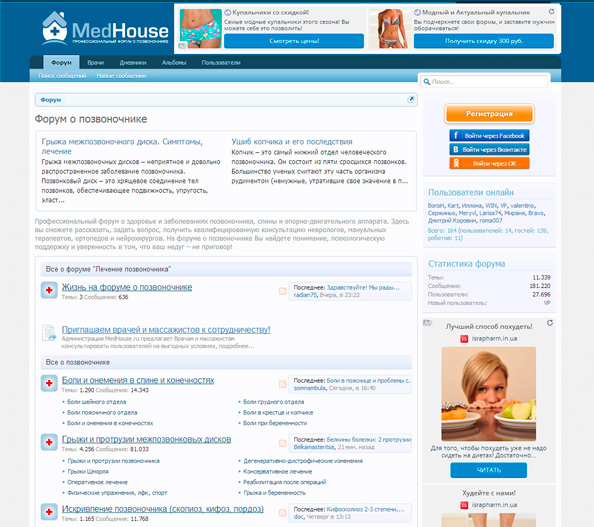 MedHouse
ПРОФЕССИОНАЛЬНЫЙ ФОРУМ О ПОЗВОНОЧНИКЕ
Купальники со скидкой!
Самые модные купальники этого сезона! Вы можете себе это позволить!
Смотреть цены!
Модный и Актуальный купальник
Вы подчеркнете свои формы, и заставите мужчин оборачиваться!
Получить скидку 300 руб.
Форум Врачи Дневники Альбомы Пользователи
Поиск сообщений Новые сообщения
Поиск...
Форум
Форум о позвоночнике
Грыжа межпозвоночного диска. Симптомы, лечение
Грыжа межпозвоночных дисков – неприятное и довольно распространенное заболевание позвоночника. Позвонковый диск – это хрящевое соединение тел позвонков, обеспечивающее подвижность, упругость, эласт...
Ушиб копчика и его последствия
Копчик – это самый нижний отдел человеческого позвоночника. Он состоит из пяти сросшихся позвонков. Большинство ученых считают эту часть организма рудиментом (ненужные, утратившие свое значение в п...
Профессиональный форум о здоровье и заболеваниях позвоночника, спины и опорно-двигательного аппарата. Здесь
вы сможете рассказать, задать вопрос, получить квалифицированную консультацию неврологов, мануальных
терапевтов, ортопедов и нейрохирургов. На форуме о позвоночнике Вы найдете понимание, психологическую
поддержку и уверенность в том, что ваш недуг – не приговор!
Все о форуме "Лечение позвоночника"
Жизнь на форуме о позвоночнике
Темы: 3 Сообщения: 636
Последнее: Здравствуйте! Мы рады...
radian75, Вчера, в 23:22
Приглашаем врачей и массажистов к сотрудничеству!
Администрация MedHouse.ru предлагает Врачам и массажистам
консультировать пользователей на выгодных условиях, подробнее...
Все о позвоночнике
Боли и онемения в спине и конечностях
Темы: 1.290 Сообщения: 14.343
Последнее: Боли в пояснице и проблемы с...
somnambula, Сегодня, в 16:40
Боли шейного отдела
Боли грудного отдела
Боли поясничного отдела
Боли в крестце и копчике
Боли и онемения в конечностях
Боли при беременности
Грыжи и протрузии межпозвонковых дисков
Темы: 4.256 Сообщения: 81.033
Последнее: Белкины болелки: 2 протрузии
Belkamasteritsa, 21 мин. назад
Грыжи и протрузии позвоночника
Дегенеративно-дистрофические изменения
Грыжи Шморля
Консервативное лечение
Оперативное лечение
Реабилитация после операций
Физические упражнения, лфк, спорт
Грыжа и беременность
Искривление позвоночника (сколиоз, кифоз, лордоз)
Темы: 1.165 Сообщения: 11.768
Последнее: Кифосколиоз 2-3 степени,...
doc, Четверг в 13:13
Регистрация
Войти через Facebook
Войти через Вконтакте
Войти через ОК
Пользователи онлайн
BorisH, Kart, Иллона, WIN, VP, valentino,
Сержиньо, Meryvl, Larisa74, Мирана, Bravo,
Дмитрий Коровин, roma007
Всего: 164 (пользователей: 14, гостей: 139,
роботов: 11)
Статистика форума
Темы: 11.339
Сообщения: 181.220
Пользователи: 27.696
Новый пользователь: VP
Лучший способ похудеть!
israpharm.in.ua
Для того, чтобы похудеть уже не надо
сидеть на диетах! Достаточно...
ЧИТАТЬ
Худейте с нами!
israpharm.in.ua